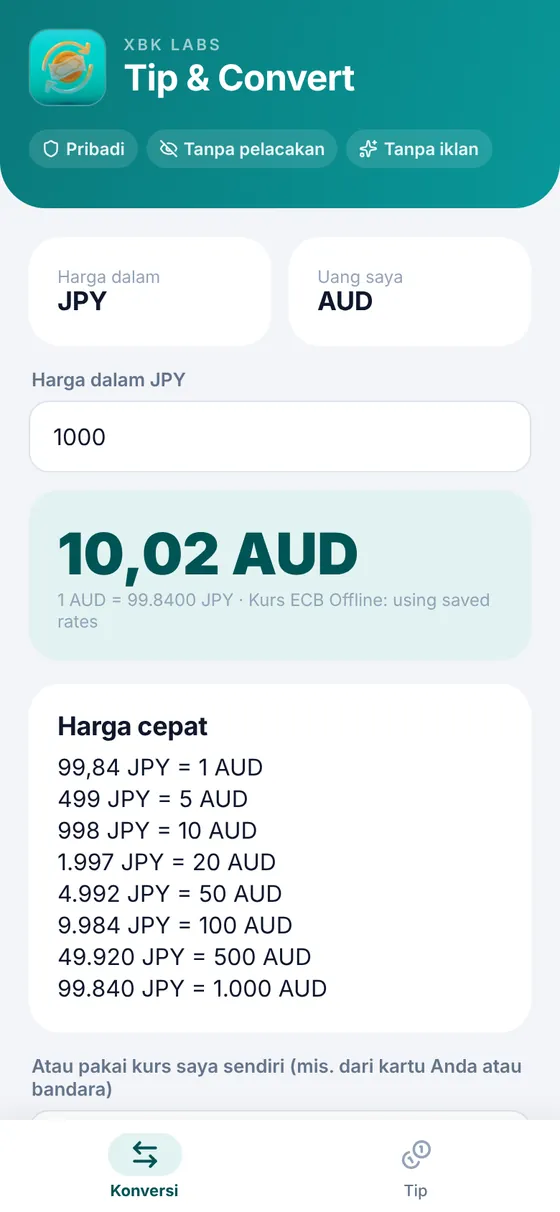 XBK LABS
Tip & Convert
Pribadi
Tanpa pelacakan
Tanpa iklan
Harga dalam
JPY
Uang saya
AUD
Harga dalam JPY
1000
10,02 AUD
1 AUD = 99.8400 JPY · Kurs ECB Offline: using saved
rates
Harga cepat
99,84 JPY = 1 AUD
499 JPY = 5 AUD
998 JPY = 10 AUD
1.997 JPY = 20 AUD
4.992 JPY = 50 AUD
9.984 JPY = 100 AUD
49.920 JPY = 500 AUD
99.840 JPY = 1.000 AUD
Atau pakai kurs saya sendiri (mis. dari kartu Anda atau
bandara)
Konversi
Tip